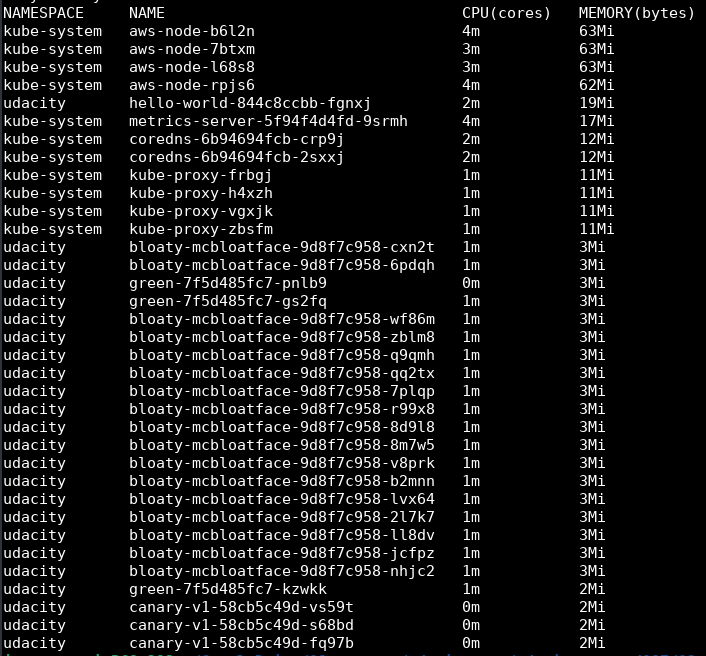 NAMESPACE NAME CPU(cores) MEMORY(bytes)
kube-system aws-node-b6l2n 4m 63Mi
kube-system aws-node-7btxm 3m 63Mi
kube-system aws-node-l68s8 3m 63Mi
kube-system aws-node-rpjs6 4m 62Mi
udacity hello-world-844c8ccbb-fgnxj 2m 19Mi
kube-system metrics-server-5f94f4d4fd-9srmh 4m 17Mi
kube-system coredns-6b94694fcb-crp9j 2m 12Mi
kube-system coredns-6b94694fcb-2sxxj 2m 12Mi
kube-system kube-proxy-frbgj 1m 11Mi
kube-system kube-proxy-h4xzh 1m 11Mi
kube-system kube-proxy-vgxjk 1m 11Mi
kube-system kube-proxy-zbsfm 1m 11Mi
udacity bloaty-mcbloatface-9d8f7c958-cxn2t 1m 3Mi
udacity bloaty-mcbloatface-9d8f7c958-6pdqh 1m 3Mi
udacity green-7f5d485fc7-pnlb9 0m 3Mi
udacity green-7f5d485fc7-gs2fq 1m 3Mi
udacity bloaty-mcbloatface-9d8f7c958-wf86m 1m 3Mi
udacity bloaty-mcbloatface-9d8f7c958-zblm8 1m 3Mi
udacity bloaty-mcbloatface-9d8f7c958-q9qmh 1m 3Mi
udacity bloaty-mcbloatface-9d8f7c958-qq2tx 1m 3Mi
udacity bloaty-mcbloatface-9d8f7c958-7plqp 1m 3Mi
udacity bloaty-mcbloatface-9d8f7c958-r99x8 1m 3Mi
udacity bloaty-mcbloatface-9d8f7c958-8d9l8 1m 3Mi
udacity bloaty-mcbloatface-9d8f7c958-8m7w5 1m 3Mi
udacity bloaty-mcbloatface-9d8f7c958-v8prk 1m 3Mi
udacity bloaty-mcbloatface-9d8f7c958-b2mnn 1m 3Mi
udacity bloaty-mcbloatface-9d8f7c958-lvx64 1m 3Mi
udacity bloaty-mcbloatface-9d8f7c958-2l7k7 1m 3Mi
udacity bloaty-mcbloatface-9d8f7c958-ll8dv 1m 3Mi
udacity bloaty-mcbloatface-9d8f7c958-jcfpz 1m 3Mi
udacity bloaty-mcbloatface-9d8f7c958-nhjc2 1m 3Mi
udacity green-7f5d485fc7-kzwkk 1m 2Mi
udacity canary-v1-58cb5c49d-vs59t 0m 2Mi
udacity canary-v1-58cb5c49d-s68bd 0m 2Mi
udacity canary-v1-58cb5c49d-fq97b 0m 2Mi